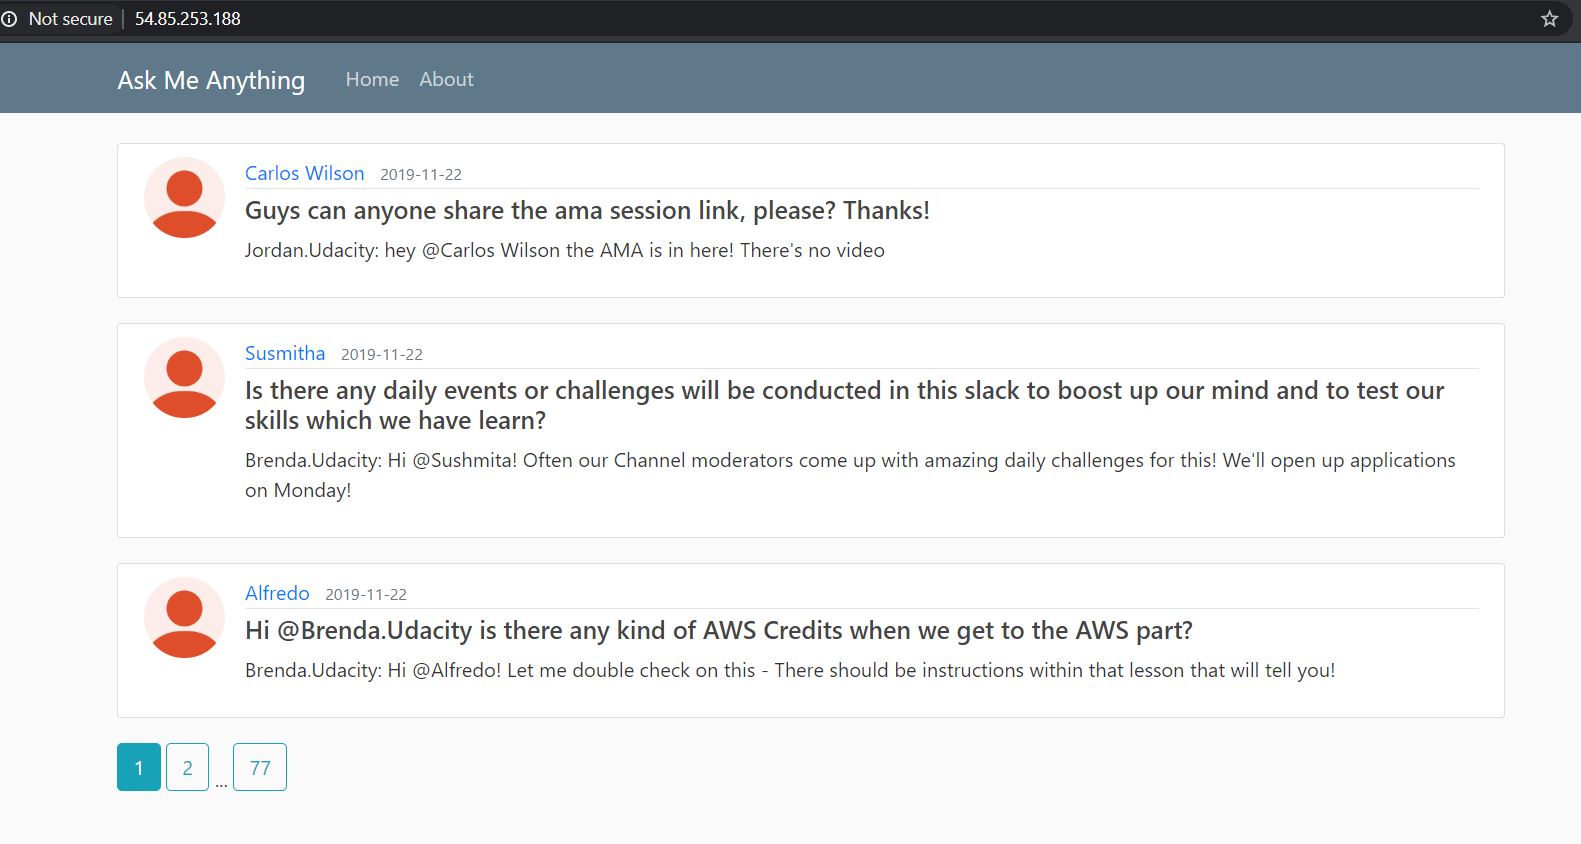 Not secure | 54.85.253.188
Ask Me Anything Home About
Carlos Wilson 2019-11-22
Guys can anyone share the ama session link, please? Thanks!
Jordan.Udacity: hey @Carlos Wilson the AMA is in here! There's no video
Susmitha 2019-11-22
Is there any daily events or challenges will be conducted in this slack to boost up our mind and to test our
skills which we have learn?
Brenda.Udacity: Hi @Sushmita! Often our Channel moderators come up with amazing daily challenges for this! We'll open up applications
on Monday!
Alfredo 2019-11-22
Hi @Brenda.Udacity is there any kind of AWS Credits when we get to the AWS part?
Brenda.Udacity: Hi @Alfredo! Let me double check on this - There should be instructions within that lesson that will tell you!
1 2 ... 77